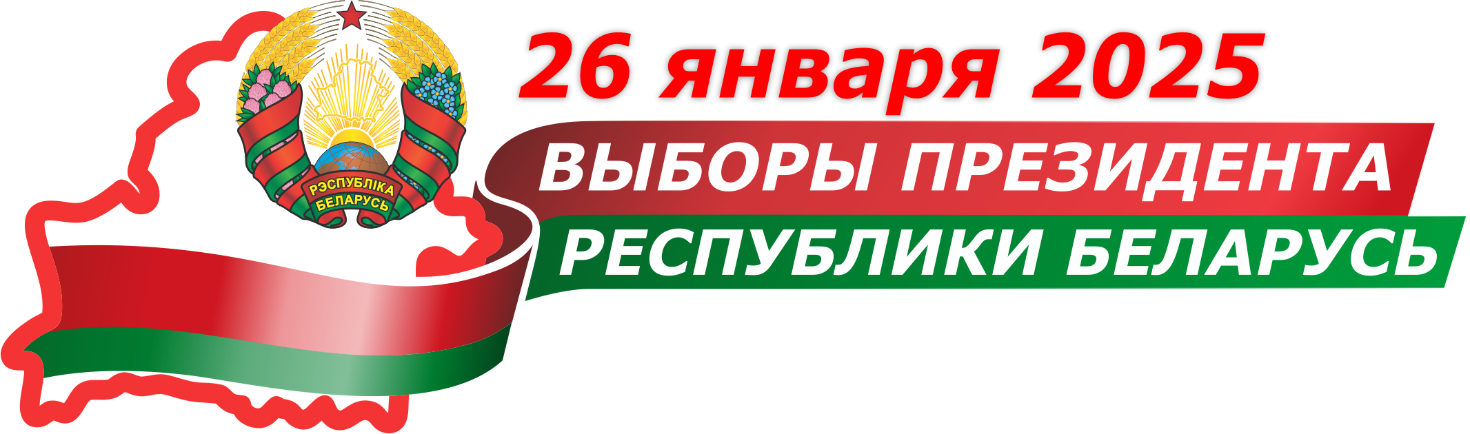 26 января 2025
ВЫБОРЫ ПРЕЗИДЕНТА
РЕСПУБЛИКИ БЕЛАРУСЬ
РЭСПУБЛІКА
БЕЛАРУСЬ